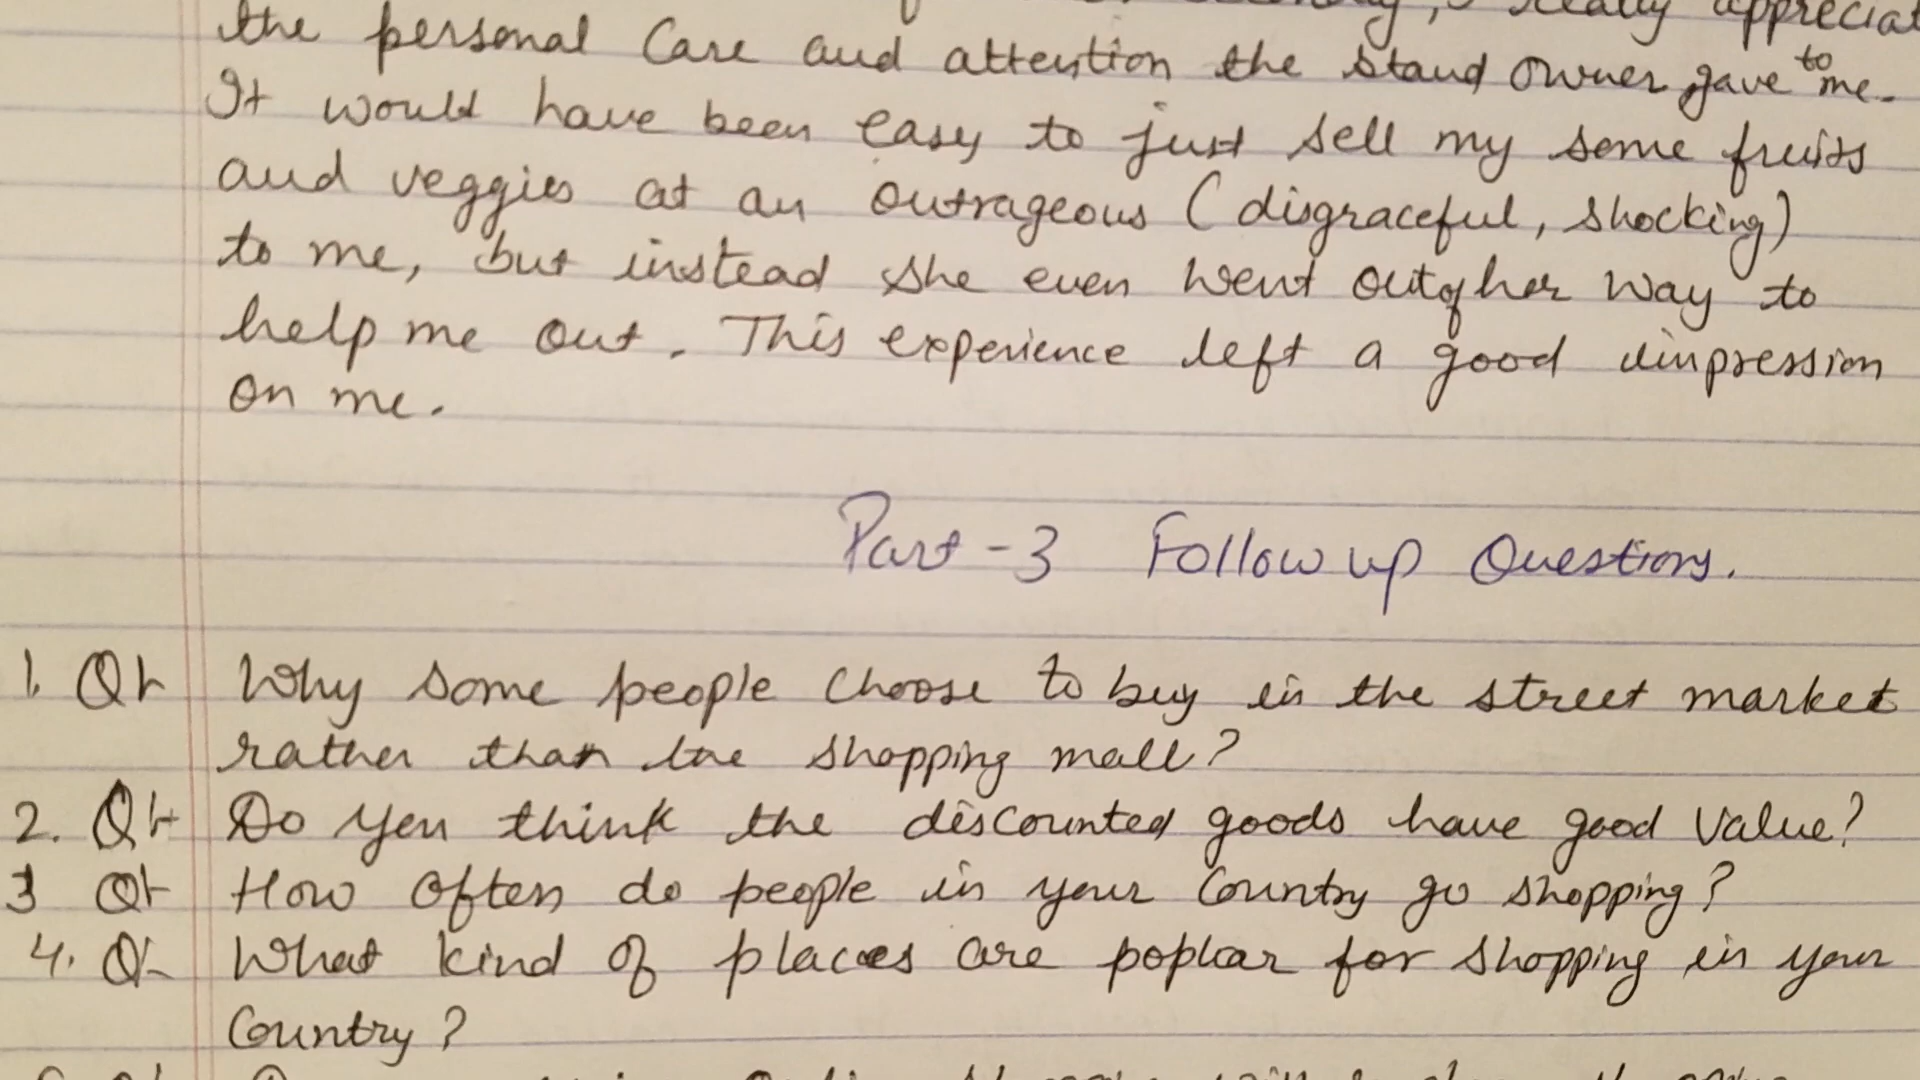 I really appreciat
the personal Care and attention the stand owner gave to me.
It would have been easy to just sell my some fruits
and veggies at an outrageous (disgraceful, shocking)
to me, but instead she even went out of her way to
help me out. This experience left a good impression
on me.
Part-3 Follow up Questions.
1. Q: Why some people choose to buy in the street market
rather than the shopping mall?
2. Q: Do you think the discounted goods have good value?
3 Q: How often do people in your Country go shopping?
4. Q: What kind of places are poplar for shopping in your
Country?